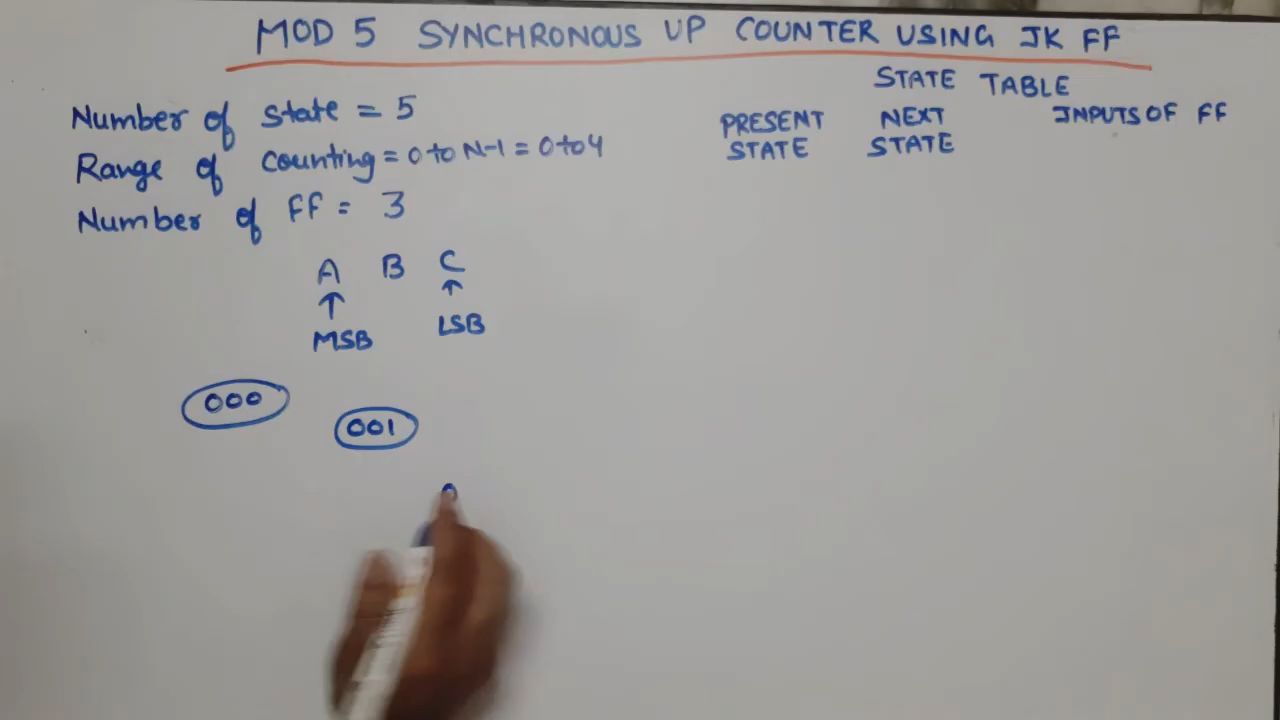 MOD 5 SYNCHRONOUS UP COUNTER USING JK FF
Number of state = 5
Range of counting = 0 to N-1 = 0 to 4
Number of FF = 3
A B C
↑ ↑
MSB LSB
000
001
STATE TABLE
PRESENT STATE
NEXT STATE
INPUTS OF FF